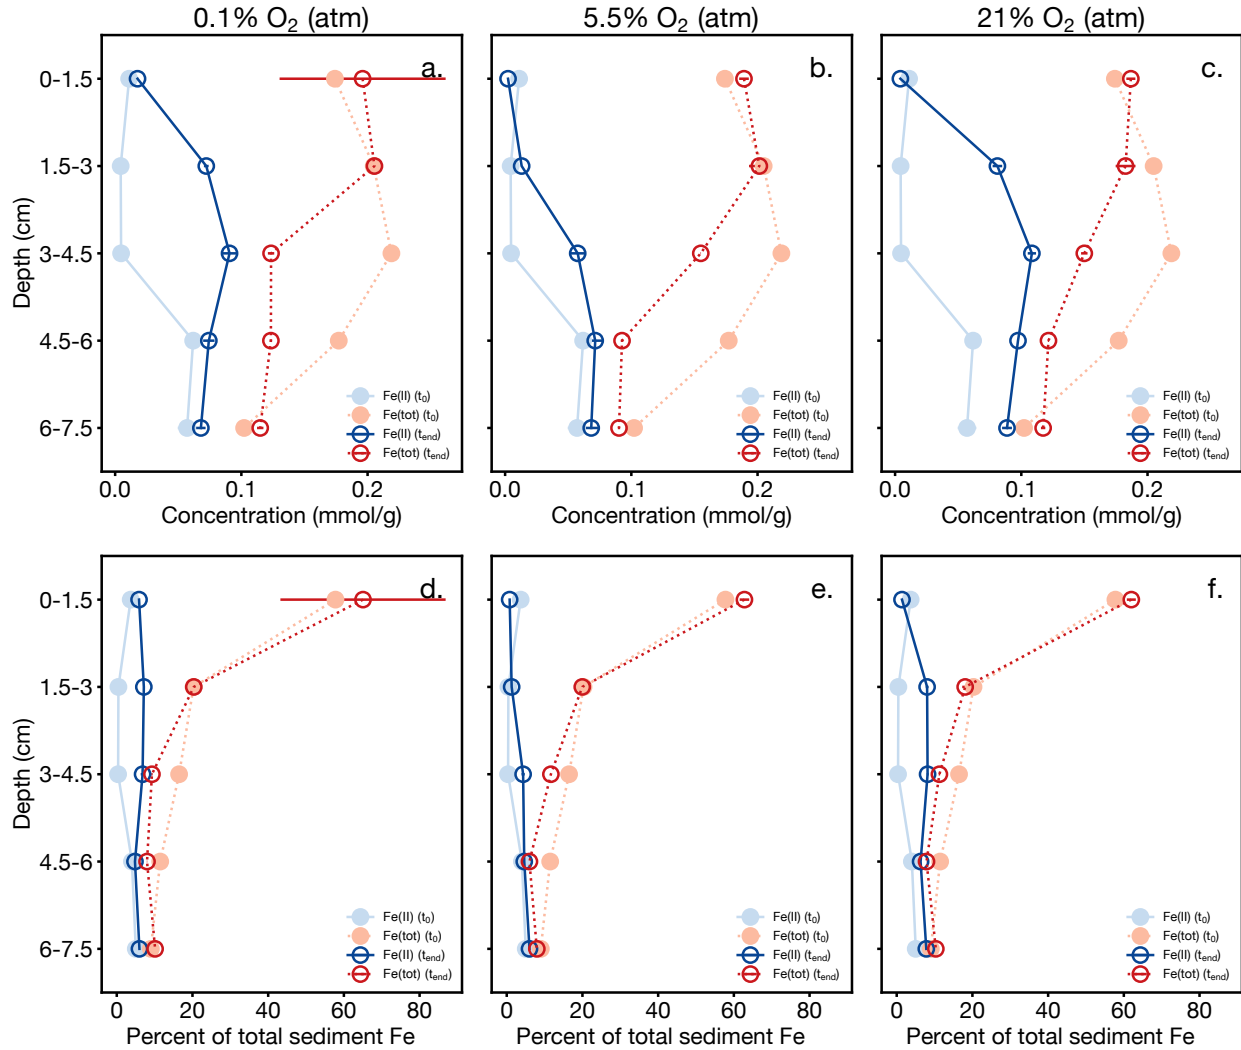 0.1% O₂ (atm)
5.5% O₂ (atm)
21% O₂ (atm)
a.
b.
c.
Depth (cm)
0-1.5
1.5-3
3-4.5
4.5-6
6-7.5
Fe(II) (t₀)
Fe(tot) (t₀)
Fe(II) (tₑₙd)
Fe(tot) (tₑₙd)
Fe(II) (t₀)
Fe(tot) (t₀)
Fe(II) (tₑₙd)
Fe(tot) (tₑₙd)
Fe(II) (t₀)
Fe(tot) (t₀)
Fe(II) (tₑₙd)
Fe(tot) (tₑₙd)
0.0 0.1 0.2
0.0 0.1 0.2
0.0 0.1 0.2
Concentration (mmol/g)
Concentration (mmol/g)
Concentration (mmol/g)
d.
e.
f.
Depth (cm)
0-1.5
1.5-3
3-4.5
4.5-6
6-7.5
Fe(II) (t₀)
Fe(tot) (t₀)
Fe(II) (tₑₙd)
Fe(tot) (tₑₙd)
Fe(II) (t₀)
Fe(tot) (t₀)
Fe(II) (tₑₙd)
Fe(tot) (tₑₙd)
Fe(II) (t₀)
Fe(tot) (t₀)
Fe(II) (tₑₙd)
Fe(tot) (tₑₙd)
0 20 40 60 80
0 20 40 60 80
0 20 40 60 80
Percent of total sediment Fe
Percent of total sediment Fe
Percent of total sediment Fe